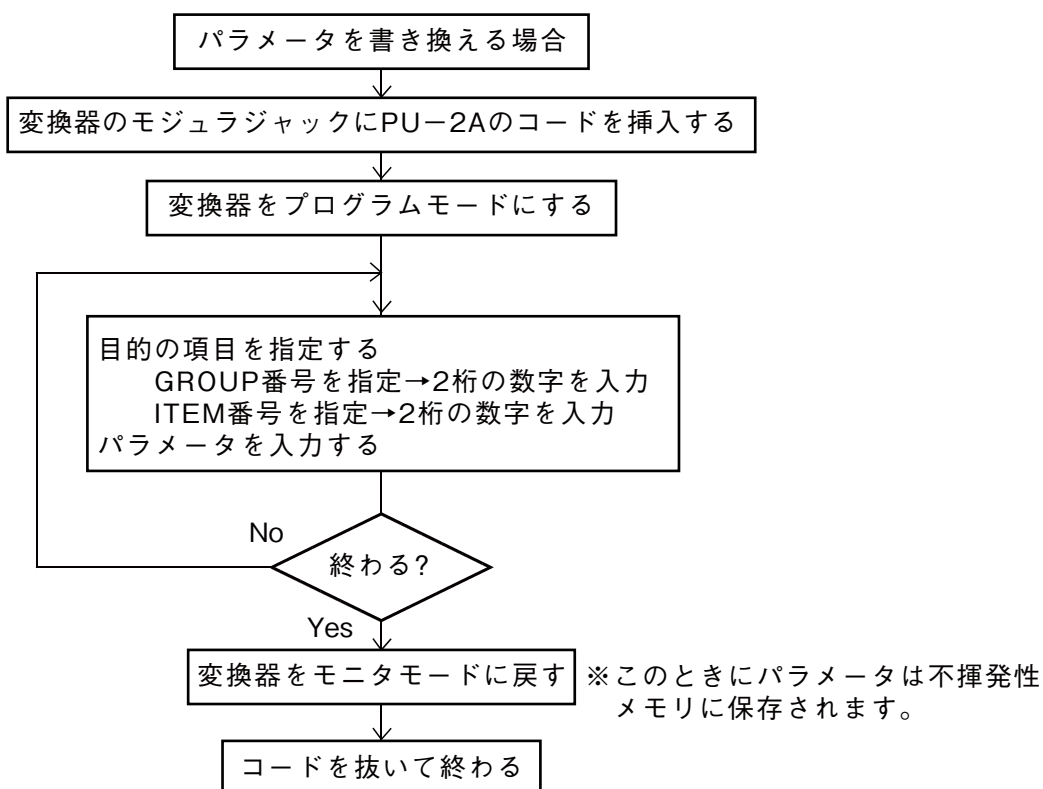 パラメータを書き換える場合
変換器のモジュラジャックにPU－2Aのコードを挿入する
変換器をプログラムモードにする
目的の項目を指定する
GROUP番号を指定→2桁の数字を入力
ITEM番号を指定→2桁の数字を入力
パラメータを入力する
No
終わる?
Yes
変換器をモニタモードに戻す
※このときにパラメータは不揮発性
メモリに保存されます。
コードを抜いて終わる